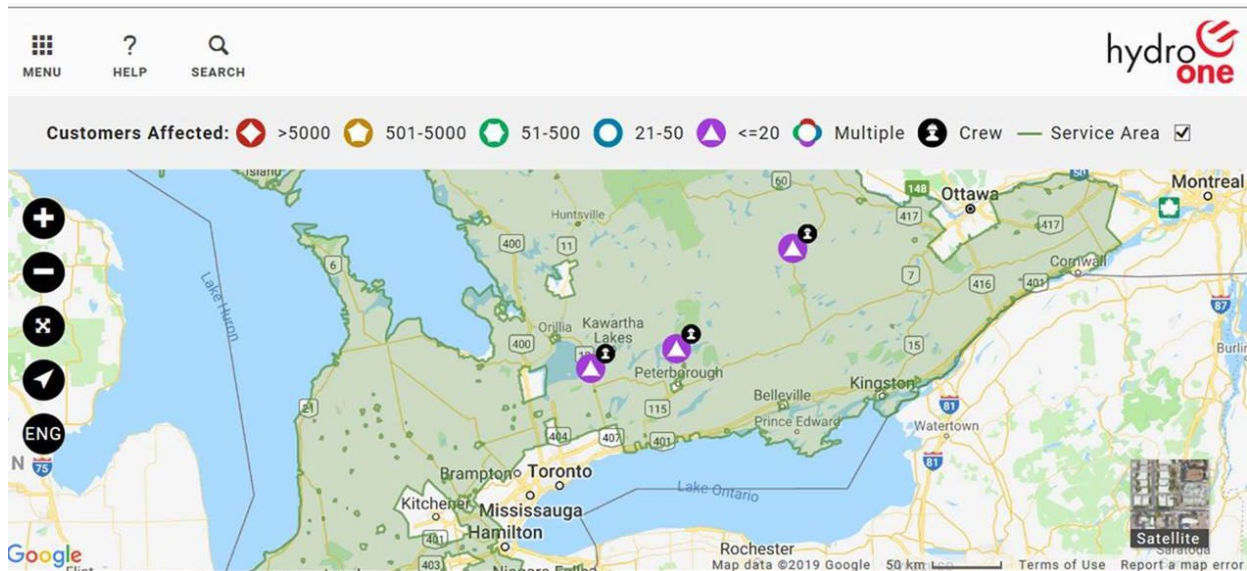 hydro
one
MENU
HELP
SEARCH
Customers Affected: >5000 501-5000 51-500 21-50 <=20 Multiple Crew — Service Area
Island
60
50
Montreal
148
Ottawa
417
Huntsville
417
400
11
6
7
Cornwall
Lake Huron
416
401
87
Orillia
Kawartha
Lakes
400
15
Peterborough
Kingston
Belleville
21
115
81
Prince Edward
Watertown
404
407
401
ENG
N
75
81
Brampton
Toronto
Lake Ontario
Kitchener
Mississauga
401
Hamilton
Satellite
Saratoga
Rochester
Google
403
Map data ©2019 Google
50 km
Terms of Use
Report a map error